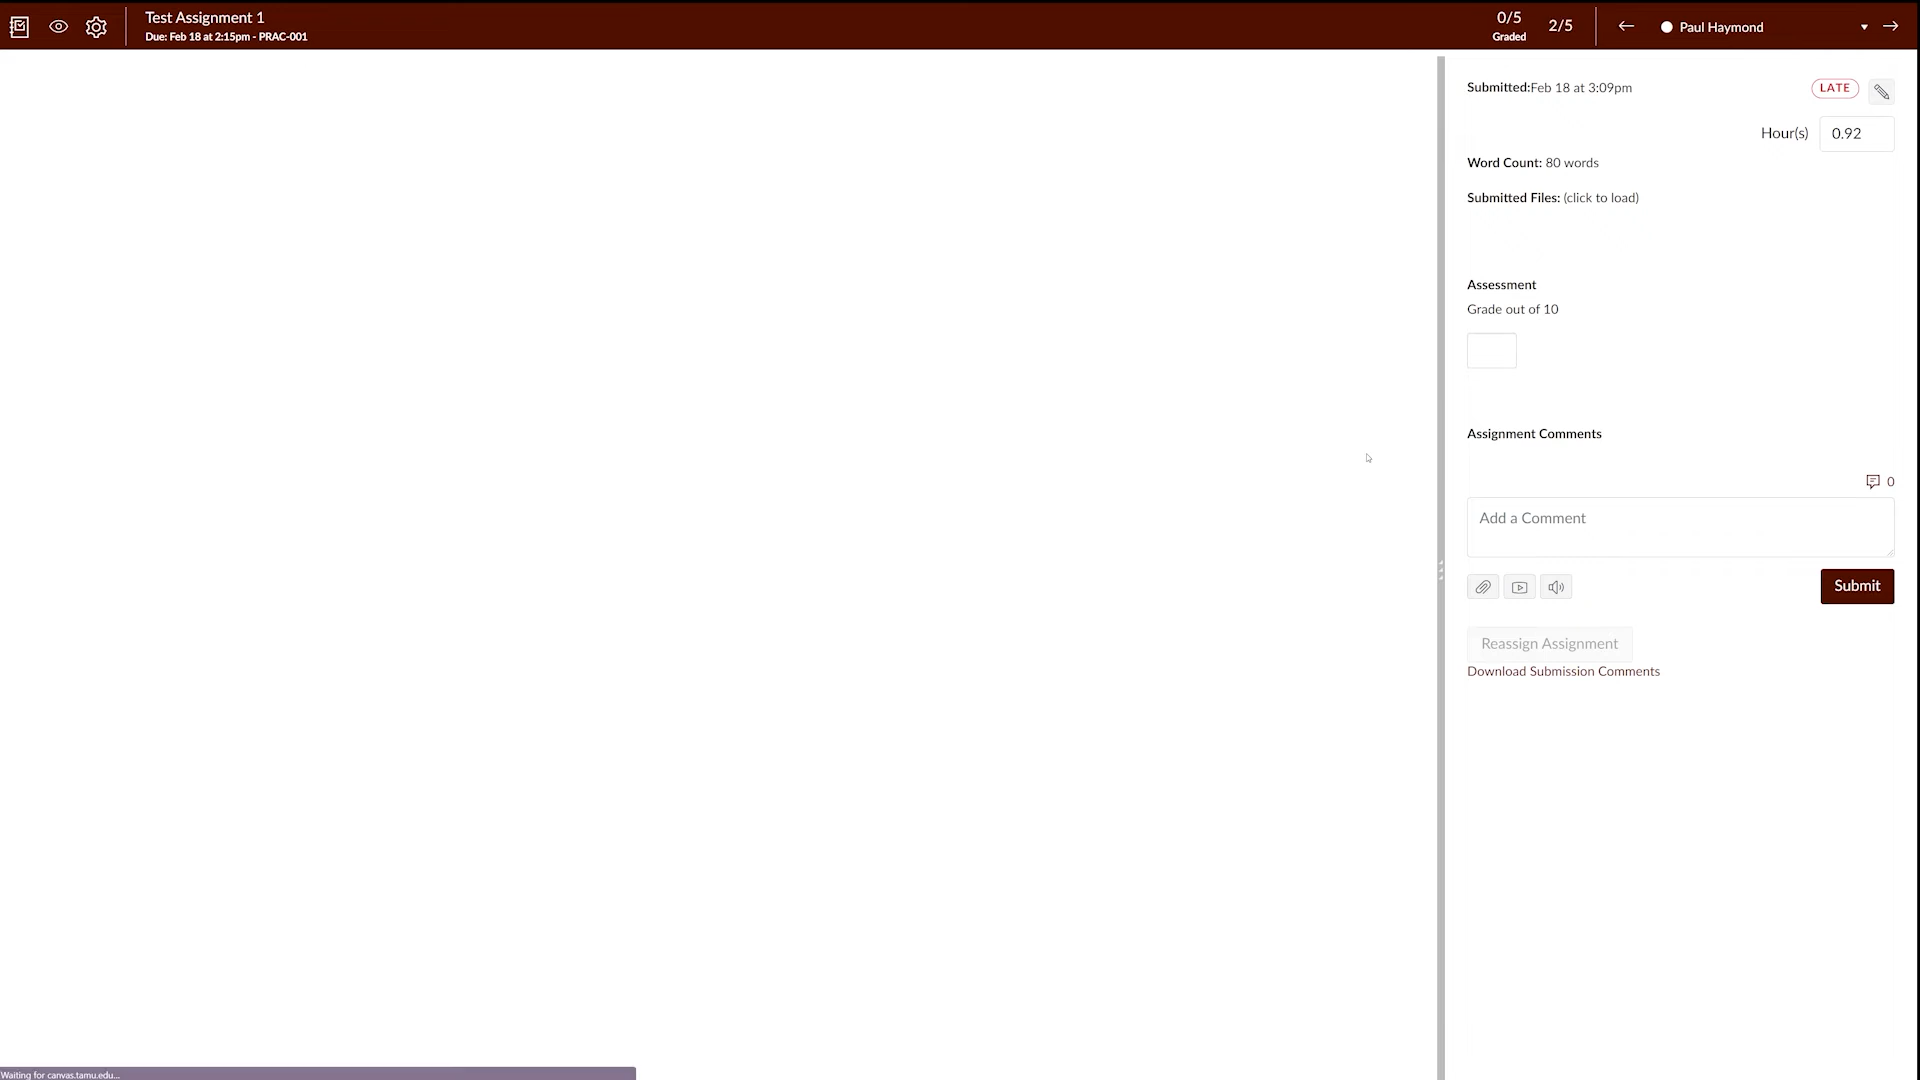 Test Assignment 1
Due: Feb 18 at 2:15pm - PRAC-001
0/5
Graded
2/5
Paul Haymond
Submitted:Feb 18 at 3:09pm
LATE
Hour(s)
0.92
Word Count: 80 words
Submitted Files: (click to load)
Assessment
Grade out of 10
Assignment Comments
0
Add a Comment
Submit
Reassign Assignment
Download Submission Comments
Waiting for canvas.tamu.edu...